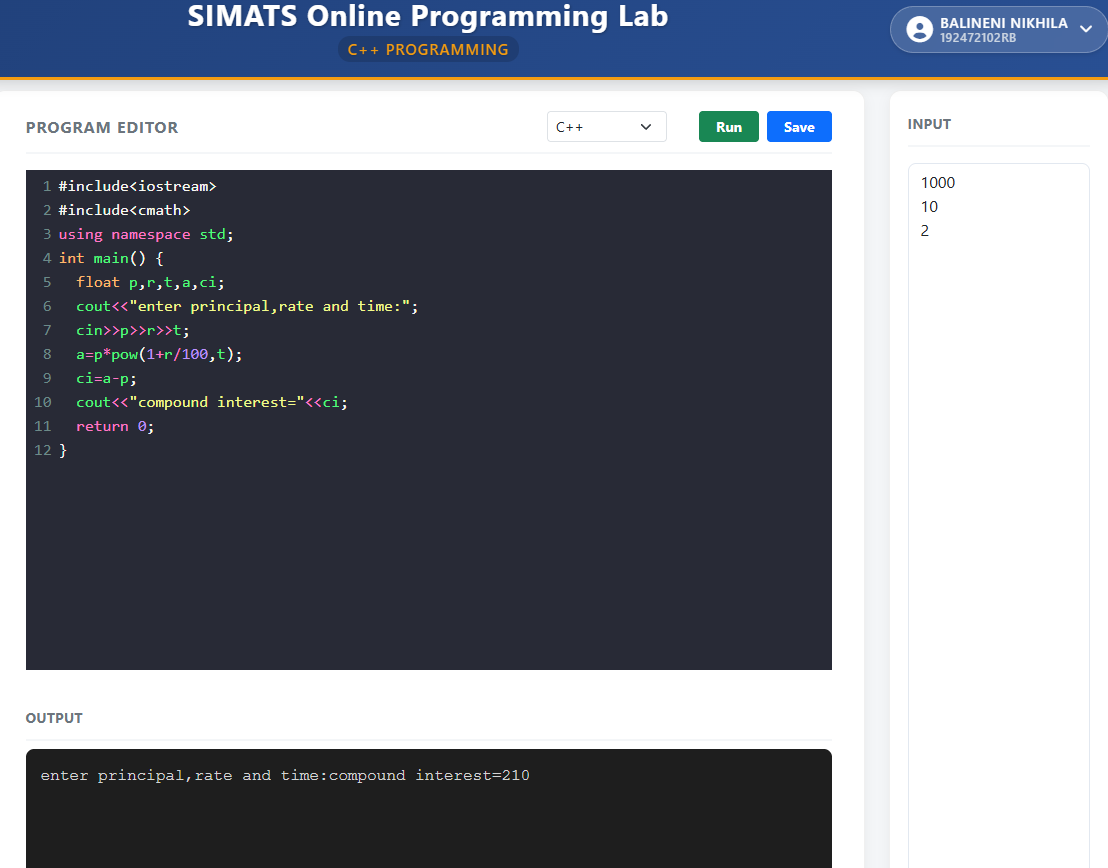 SIMATS Online Programming Lab
C++ PROGRAMMING
BALINENI NIKHILA
192472102RB
PROGRAM EDITOR
C++
Run
Save
1 #include<iostream>
2 #include<cmath>
3 using namespace std;
4 int main() {
5   float p,r,t,a,ci;
6   cout<<"enter principal,rate and time:";
7   cin>>p>>r>>t;
8   a=p*pow(1+r/100,t);
9   ci=a-p;
10   cout<<"compound interest="<<ci;
11   return 0;
12 }
OUTPUT
enter principal,rate and time:compound interest=210
INPUT
1000
10
2